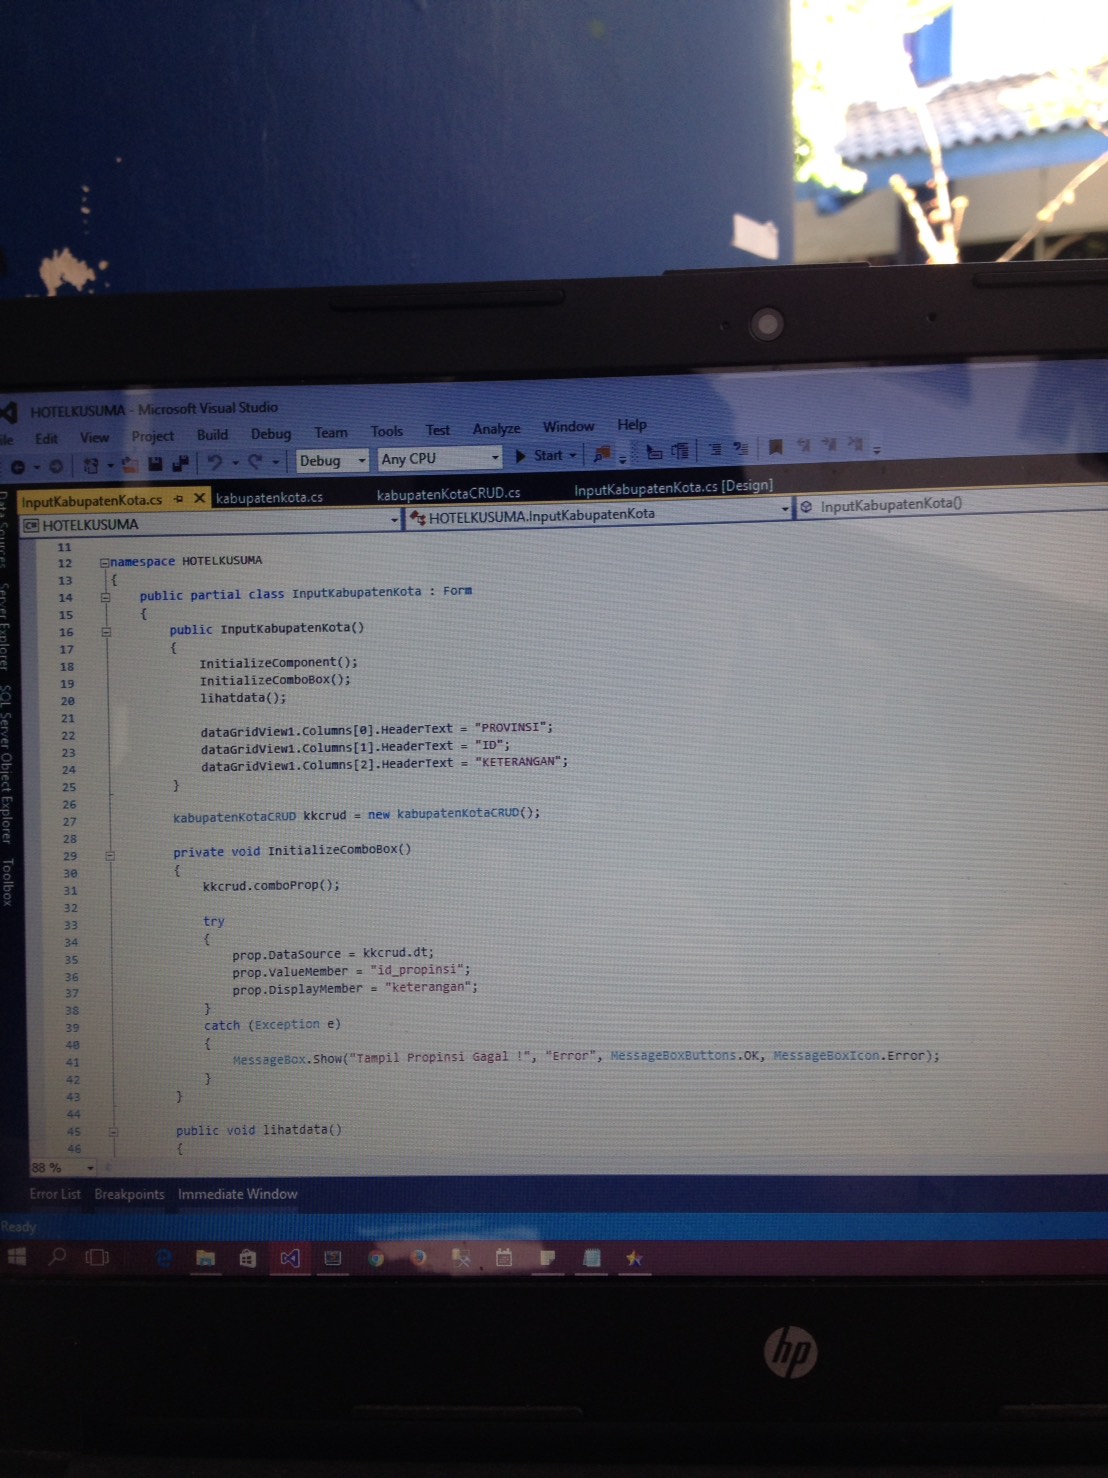 HOTELKUSUMA - Microsoft Visual Studio
Edit View Project Build Debug Team Tools Test Analyze Window Help
Debug Any CPU Start
InputKabupatenKota.cs kabupatenkota.cs kabupatenKotaCRUD.cs InputKabupatenKota.cs [Design]
C# HOTELKUSUMA HOTELKUSUMA.InputKabupatenKota InputKabupatenKota()
Data Sources Server Explorer SQL Server Object Explorer Toolbox
11
12 namespace HOTELKUSUMA
13 {
14 public partial class InputKabupatenKota : Form
15 {
16 public InputKabupatenKota()
17 {
18 InitializeComponent();
19 InitializeComboBox();
20 lihatdata();
21
22 dataGridView1.Columns[0].HeaderText = "PROVINSI";
23 dataGridView1.Columns[1].HeaderText = "ID";
24 dataGridView1.Columns[2].HeaderText = "KETERANGAN";
25 }
26
27 kabupatenKotaCRUD kkcrud = new kabupatenKotaCRUD();
28
29 private void InitializeComboBox()
30 {
31 kkcrud.comboProp();
32
33 try
34 {
35 prop.DataSource = kkcrud.dt;
36 prop.ValueMember = "id_propinsi";
37 prop.DisplayMember = "keterangan";
38 }
39 catch (Exception e)
40 {
41 MessageBox.Show("Tampil Propinsi Gagal !", "Error", MessageBoxButtons.OK, MessageBoxIcon.Error);
42 }
43 }
44
45 public void lihatdata()
46 {
88 %
Error List Breakpoints Immediate Window
Ready
hp